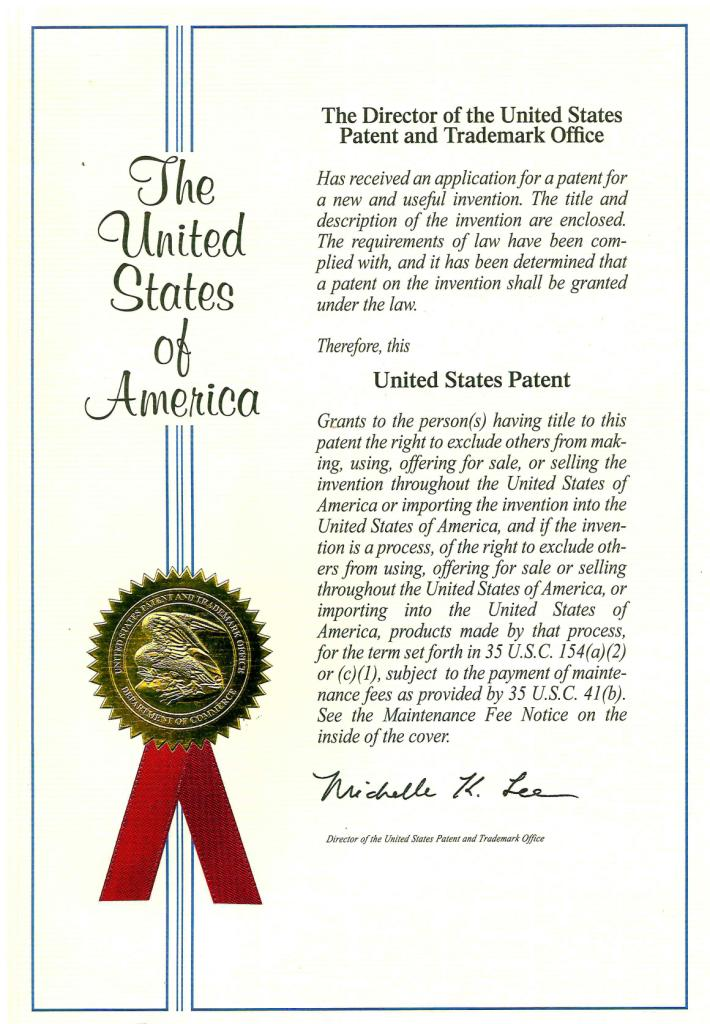 The
United
States
of
America
The Director of the United States
Patent and Trademark Office
Has received an application for a patent for
a new and useful invention. The title and
description of the invention are enclosed.
The requirements of law have been com-
plied with, and it has been determined that
a patent on the invention shall be granted
under the law.
Therefore, this
United States Patent
Grants to the person(s) having title to this
patent the right to exclude others from mak-
ing, using, offering for sale, or selling the
invention throughout the United States of
America or importing the invention into the
United States of America, and if the inven-
tion is a process, of the right to exclude oth-
ers from using, offering for sale or selling
throughout the United States of America, or
importing into the United States of
America, products made by that process,
for the term set forth in 35 U.S.C. 154(a)(2)
or (c)(1), subject to the payment of mainte-
nance fees as provided by 35 U.S.C. 41(b).
See the Maintenance Fee Notice on the
inside of the cover.
Michelle K. Lee
Director of the United States Patent and Trademark Office
UNITED STATES PATENT AND TRADEMARK OFFICE
DEPARTMENT OF COMMERCE